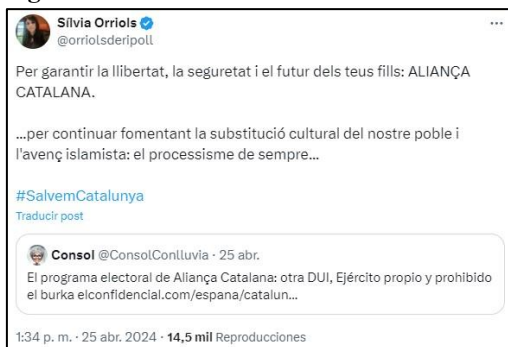 Sílvia Orriols
@orriolsderipoll
...
Per garantir la llibertat, la seguretat i el futur dels teus fills: ALIANÇA
CATALANA.
...per continuar fomentant la substitució cultural del nostre poble i
l'avenç islamista: el processisme de sempre...
#SalvemCatalunya
Traducir post
Consol @ConsolConlluvia · 25 abr.
El programa electoral de Aliança Catalana: otra DUI, Ejército propio y prohibido
el burka elconfidencial.com/espana/catalun...
1:34 p. m. · 25 abr. 2024 · 14,5 mil Reproducciones